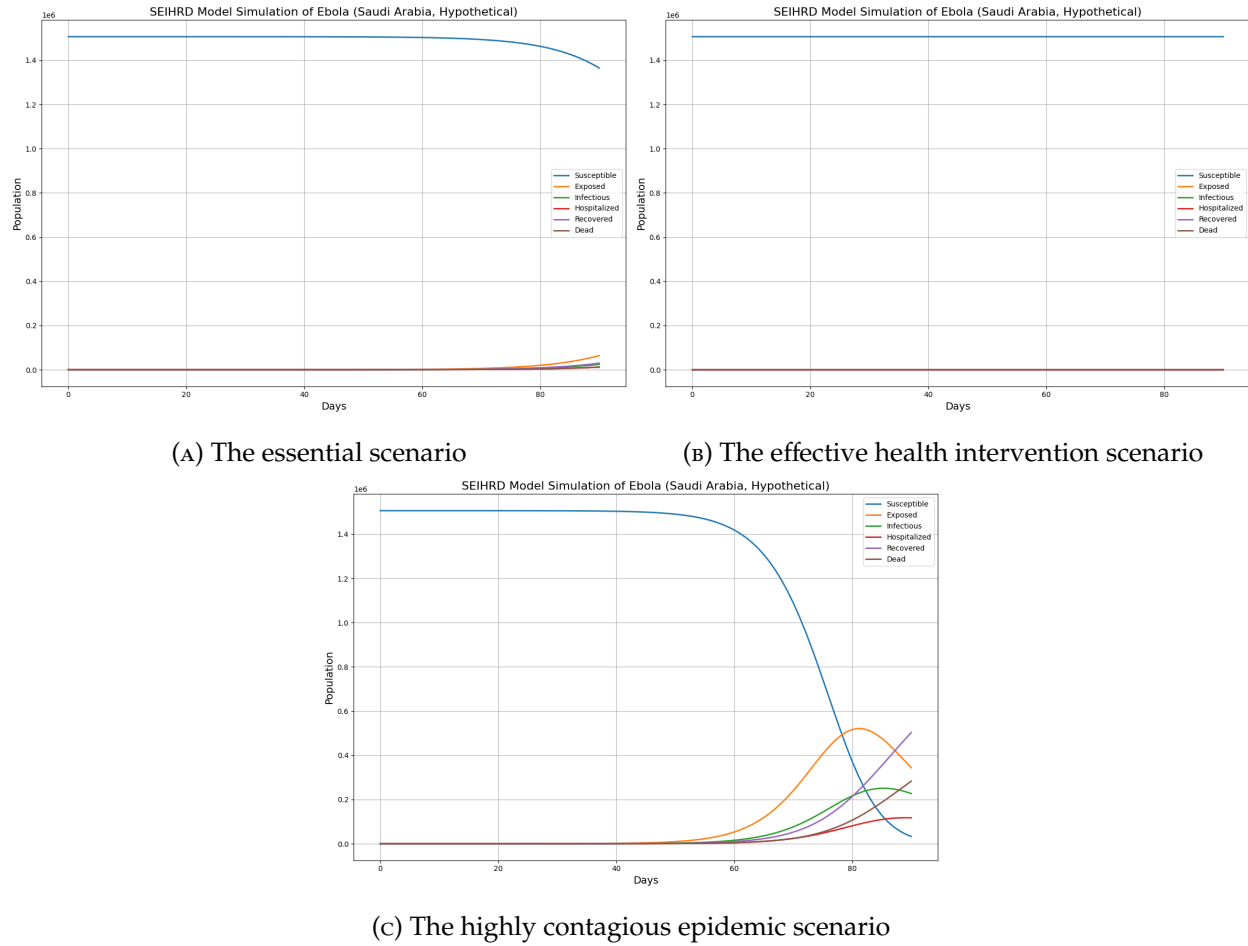 SEIHRD Model Simulation of Ebola (Saudi Arabia, Hypothetical)
1e6
1.4
1.2
1.0
0.8
0.6
0.4
0.2
0.0
Population
Susceptible
Exposed
Infectious
Hospitalized
Recovered
Dead
0 20 40 60 80
Days
(A) The essential scenario
SEIHRD Model Simulation of Ebola (Saudi Arabia, Hypothetical)
1e6
1.4
1.2
1.0
0.8
0.6
0.4
0.2
0.0
Population
Susceptible
Exposed
Infectious
Hospitalized
Recovered
Dead
0 20 40 60 80
Days
(B) The effective health intervention scenario
SEIHRD Model Simulation of Ebola (Saudi Arabia, Hypothetical)
1e6
1.4
1.2
1.0
0.8
0.6
0.4
0.2
0.0
Population
Susceptible
Exposed
Infectious
Hospitalized
Recovered
Dead
0 20 40 60 80
Days
(C) The highly contagious epidemic scenario